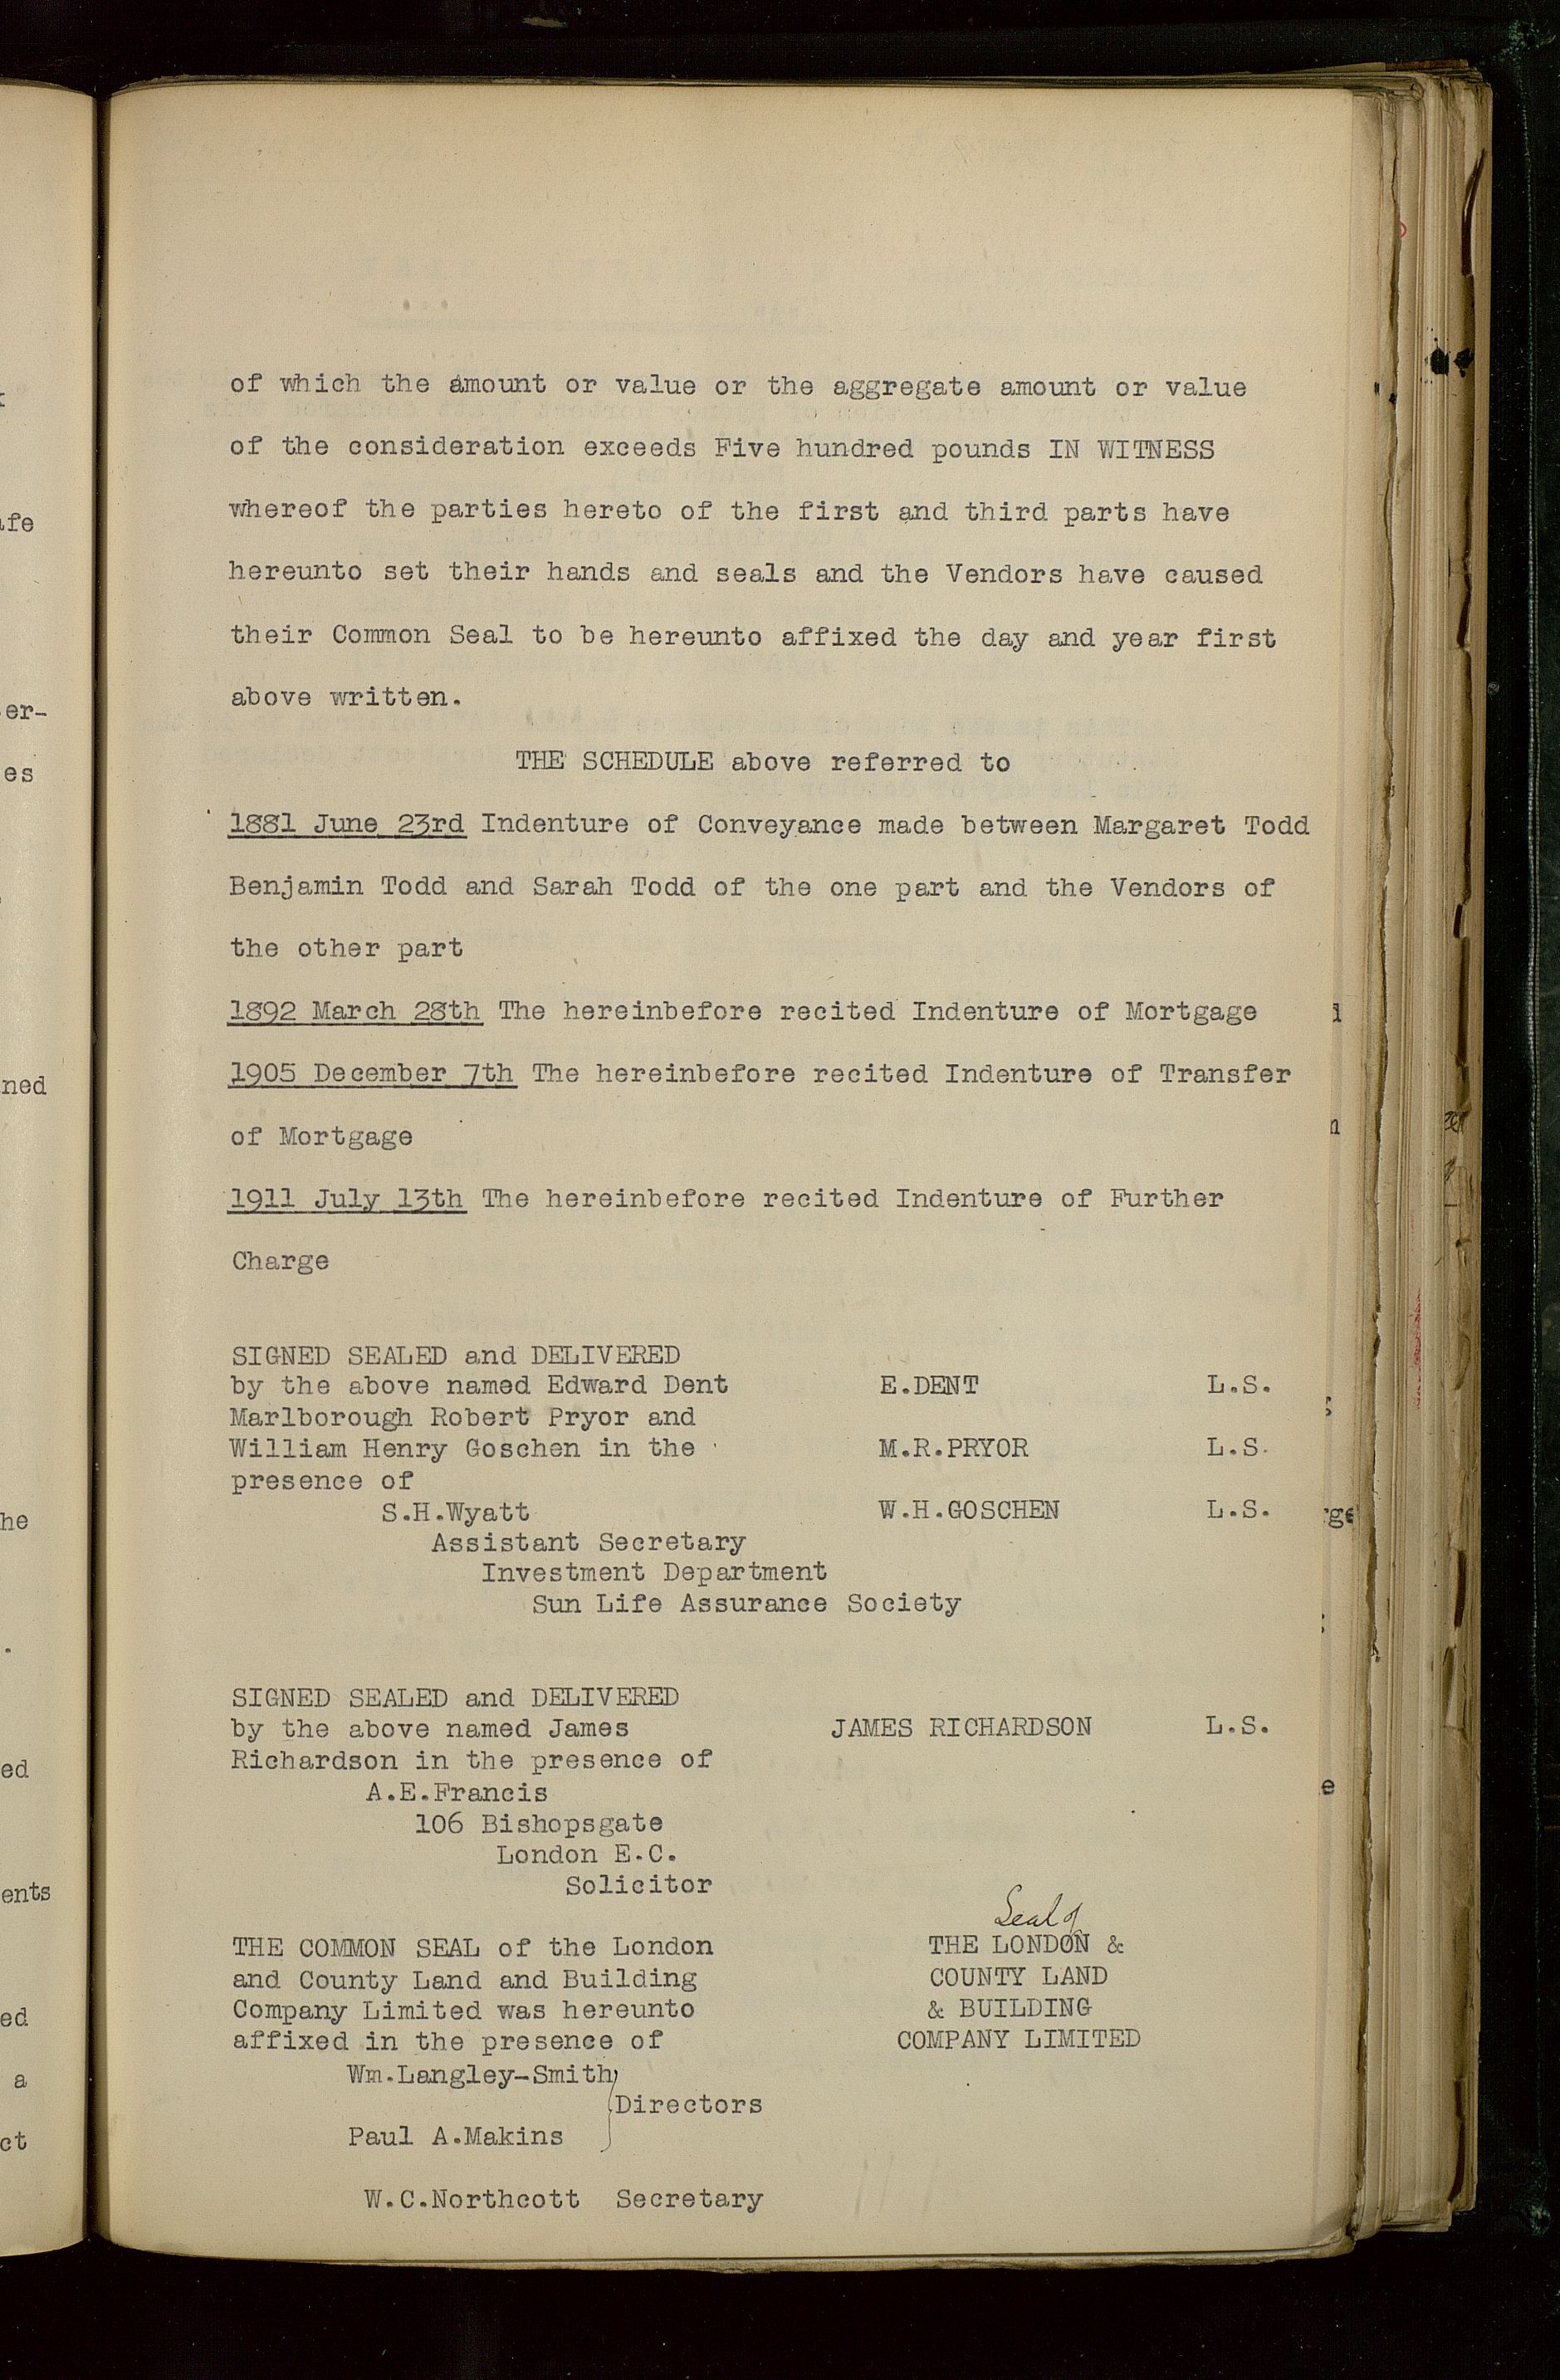 of which the amount or value or the aggregate amount or value
of the consideration exceeds Five hundred pounds IN WITNESS
whereof the parties hereto of the first and third parts have
hereunto set their hands and seals and the Vendors have caused
their Common Seal to be hereunto affixed the day and year first
above written.
THE SCHEDULE above referred to
1881 June 23rd Indenture of Conveyance made between Margaret Todd
Benjamin Todd and Sarah Todd of the one part and the Vendors of
the other part
1892 March 28th The hereinbefore recited Indenture of Mortgage
1905 December 7th The hereinbefore recited Indenture of Transfer
of Mortgage
1911 July 13th The hereinbefore recited Indenture of Further
Charge
SIGNED SEALED and DELIVERED
by the above named Edward Dent E.DENT L.S.
Marlborough Robert Pryor and
William Henry Goschen in the M.R.PRYOR L.S.
presence of
S.H.Wyatt W.H.GOSCHEN L.S.
Assistant Secretary
Investment Department
Sun Life Assurance Society
SIGNED SEALED and DELIVERED
by the above named James JAMES RICHARDSON L.S.
Richardson in the presence of
A.E.Francis
106 Bishopsgate
London E.C.
Solicitor
Seal of
THE COMMON SEAL of the London THE LONDON &
and County Land and Building COUNTY LAND
Company Limited was hereunto & BUILDING
affixed in the presence of COMPANY LIMITED
Wm.Langley-Smith
Directors
Paul A.Makins
W.C.Northcott Secretary